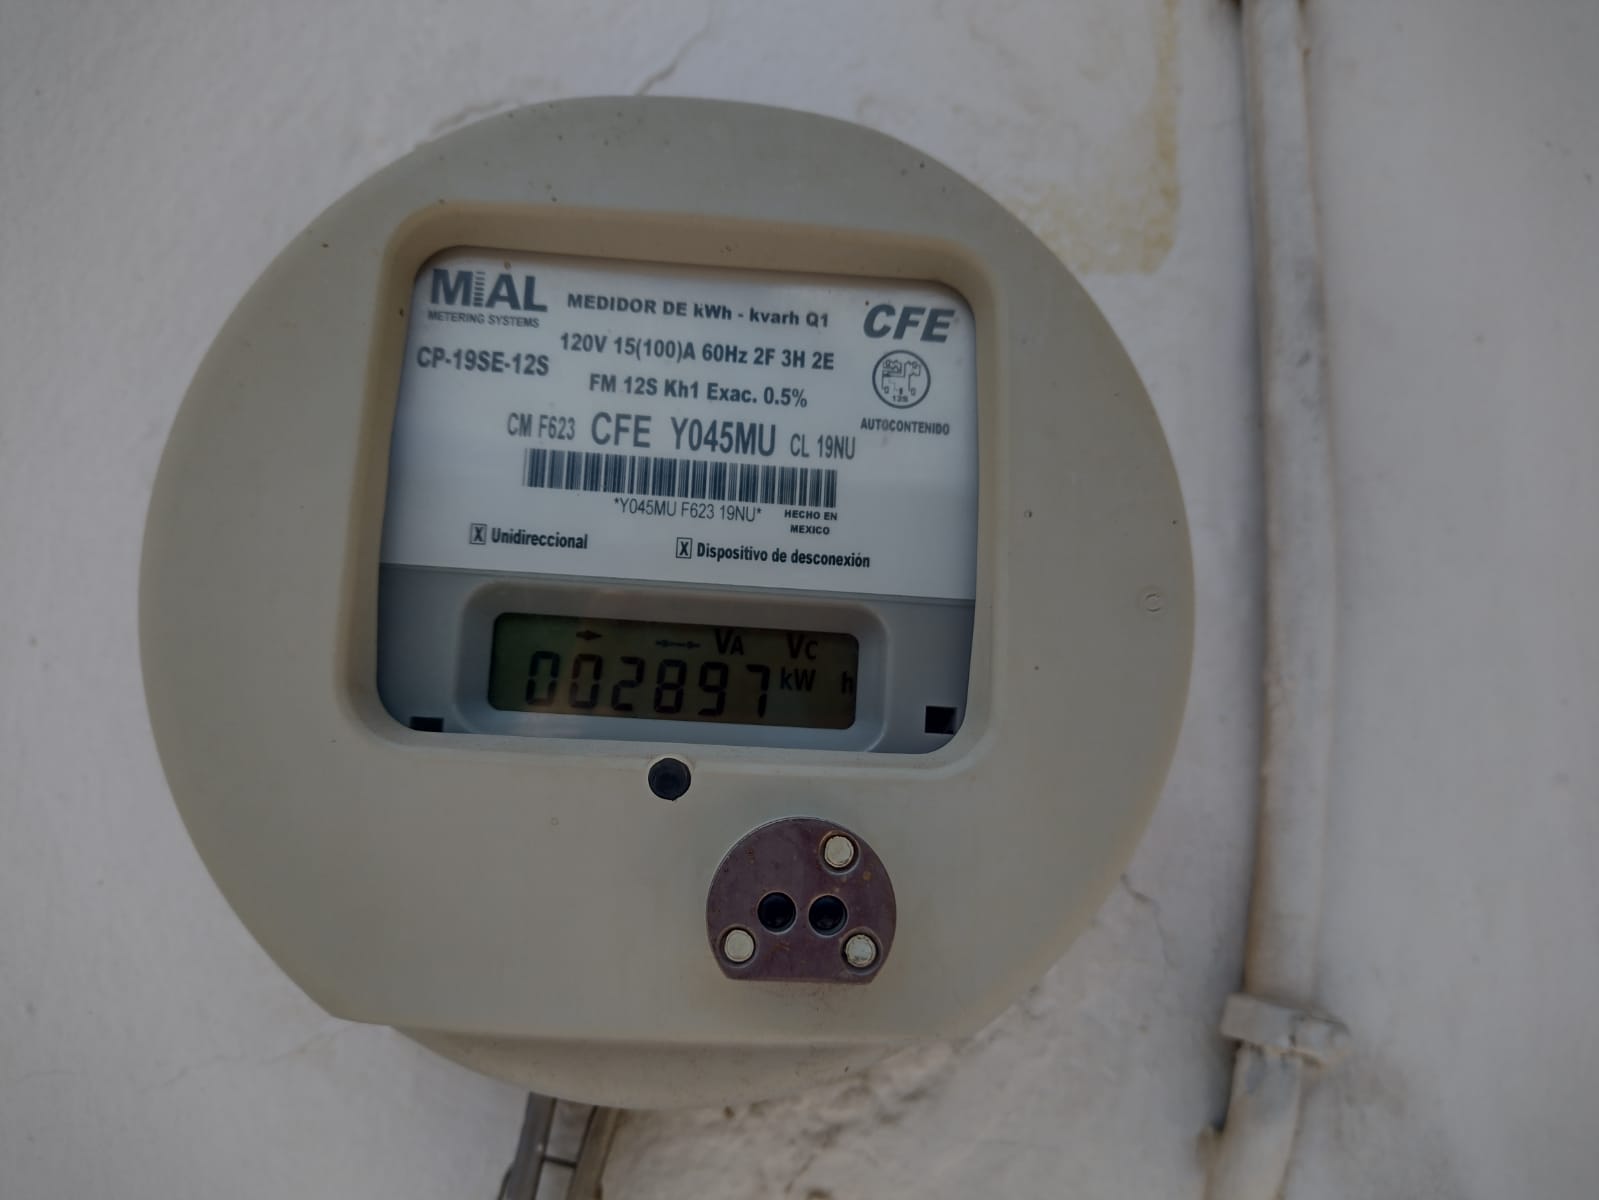 MIAL
METERING SYSTEMS
MEDIDOR DE kWh - kvarh Q1
CFE
CP-19SE-12S
120V 15(100)A 60Hz 2F 3H 2E
FM 12S Kh1 Exac. 0.5%
12S
AUTOCONTENIDO
CM F623 CFE Y045MU CL 19NU
*Y045MU F623 19NU*
HECHO EN
MEXICO
X Unidireccional
X Dispositivo de desconexión
VA VC
002897 kW h